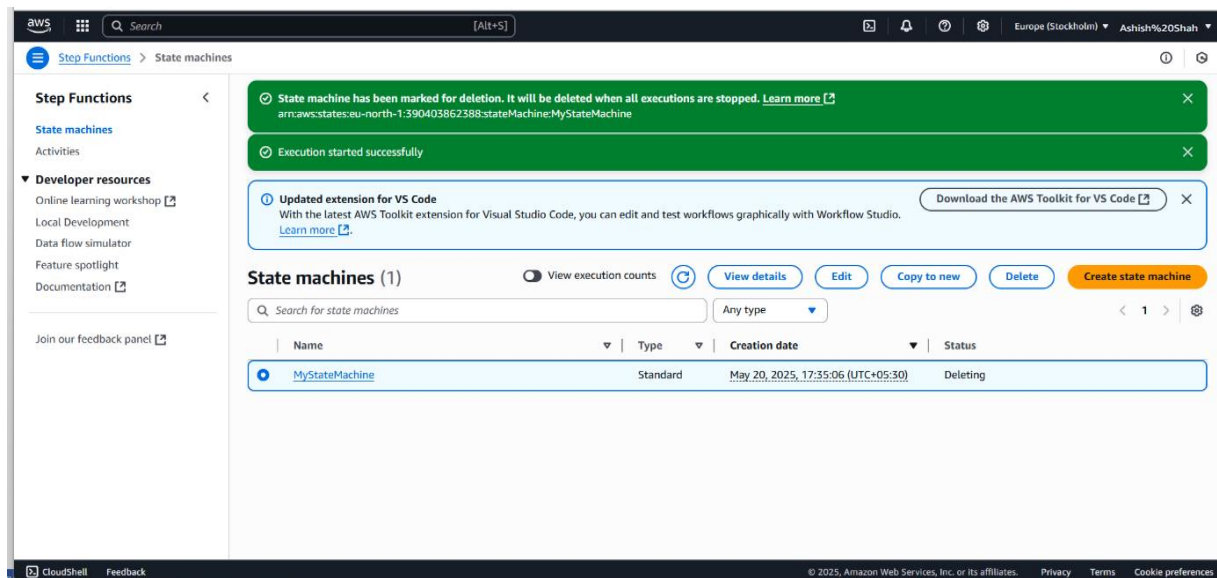 aws
Search [Alt+S]
Europe (Stockholm) Ashish%20Shah
Step Functions > State machines
Step Functions
State machines
Activities
Developer resources
Online learning workshop
Local Development
Data flow simulator
Feature spotlight
Documentation
Join our feedback panel
State machine has been marked for deletion. It will be deleted when all executions are stopped. Learn more
arn:aws:states:eu-north-1:390403862388:stateMachine:MyStateMachine
Execution started successfully
Updated extension for VS Code
With the latest AWS Toolkit extension for Visual Studio Code, you can edit and test workflows graphically with Workflow Studio.
Learn more.
Download the AWS Toolkit for VS Code
State machines (1)
View execution counts
View details
Edit
Copy to new
Delete
Create state machine
Search for state machines
Any type
1
Name Type Creation date Status
MyStateMachine Standard May 20, 2025, 17:35:06 (UTC+05:30) Deleting
CloudShell Feedback © 2025, Amazon Web Services, Inc. or its affiliates. Privacy Terms Cookie preferences